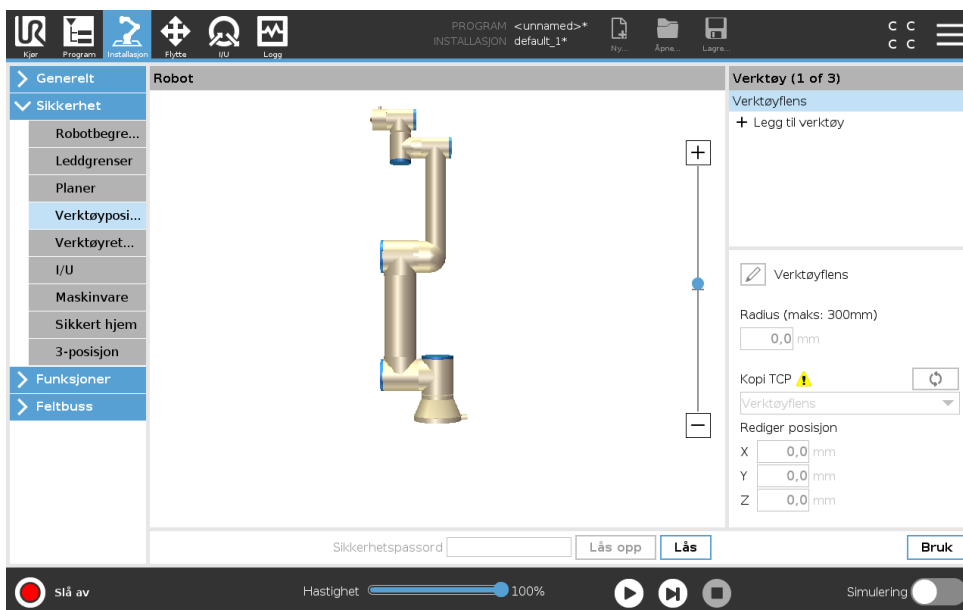 PROGRAM <unnamed>*
INSTALLASJON default_1*
UR
Kjør
Program
Installasjon
Flytte
I/U
Logg
Ny...
Åpne...
Lagre...
C C
C C
Generelt
Sikkerhet
Robotbegre...
Leddgrenser
Planer
Verktøyposi...
Verktøyret...
I/U
Maskinvare
Sikkert hjem
3-posisjon
Funksjoner
Feltbuss
Robot
Verktøy (1 of 3)
Verktøyflens
+ Legg til verktøy
Verktøyflens
Radius (maks: 300mm)
0,0 mm
Kopi TCP
Verktøyflens
Rediger posisjon
X 0,0 mm
Y 0,0 mm
Z 0,0 mm
Sikkerhetspassord
Lås opp
Lås
Bruk
Slå av
Hastighet
100%
Simulering